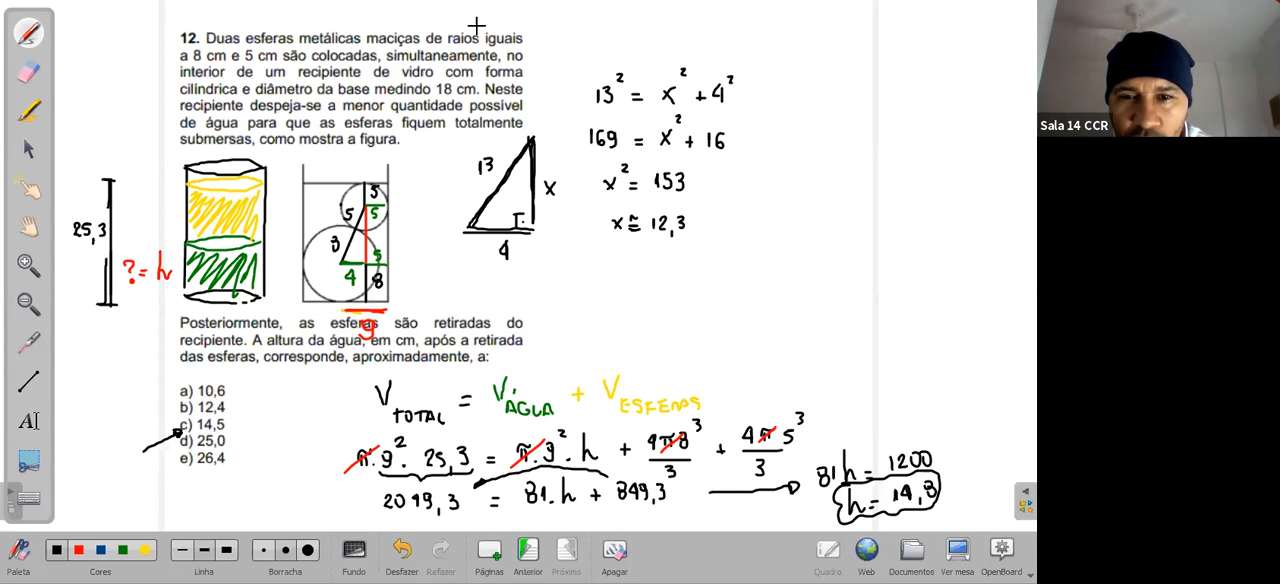 12. Duas esferas metálicas maciças de raios iguais
a 8 cm e 5 cm são colocadas, simultaneamente, no
interior de um recipiente de vidro com forma
cilíndrica e diâmetro da base medindo 18 cm. Neste
recipiente despeja-se a menor quantidade possível
de água para que as esferas fiquem totalmente
submersas, como mostra a figura.
25,3
? = h
5
5
5
8
5
4
8
9
13
x
4
13² = x² + 4²
169 = x² + 16
x² = 153
x ≅ 12,3
Sala 14 CCR
Posteriormente, as esferas são retiradas do
recipiente. A altura da água, em cm, após a retirada
das esferas, corresponde, aproximadamente, a:
a) 10,6
b) 12,4
c) 14,5
d) 25,0
e) 26,4
V TOTAL = V ÁGUA + V ESFERAS
π.9². 25,3 = π.9². h + 4π8³/3 + 4π5³/3
2049,3 = 81.h + 849,3
81h = 1200
h = 14,8
Paleta
Cores
Linha
Borracha
Fundo
Desfazer
Refazer
Páginas
Anterior
Próximo
Apagar
Quadro
Web
Documentos
Ver mesa
OpenBoard